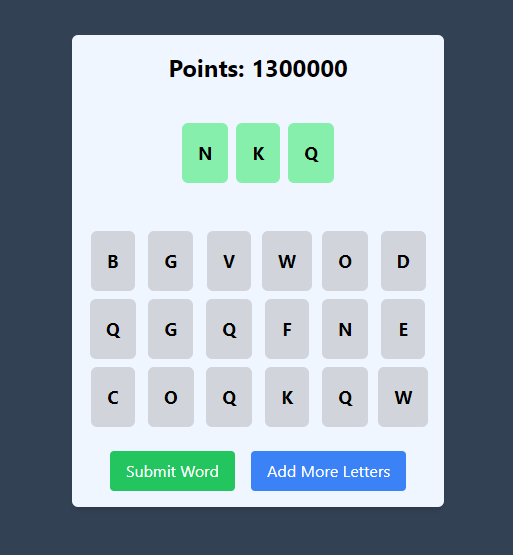 Points: 1300000
N K Q
B G V W O D
Q G Q F N E
C O Q K Q W
Submit Word Add More Letters